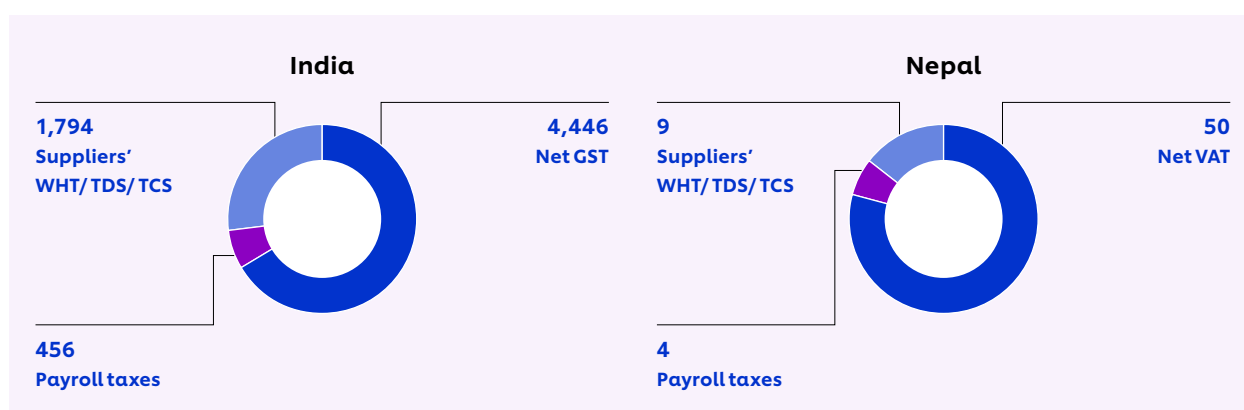 India
1,794
Suppliers’
WHT/ TDS/ TCS
4,446
Net GST
456
Payroll taxes
Nepal
9
Suppliers’
WHT/ TDS/ TCS
50
Net VAT
4
Payroll taxes